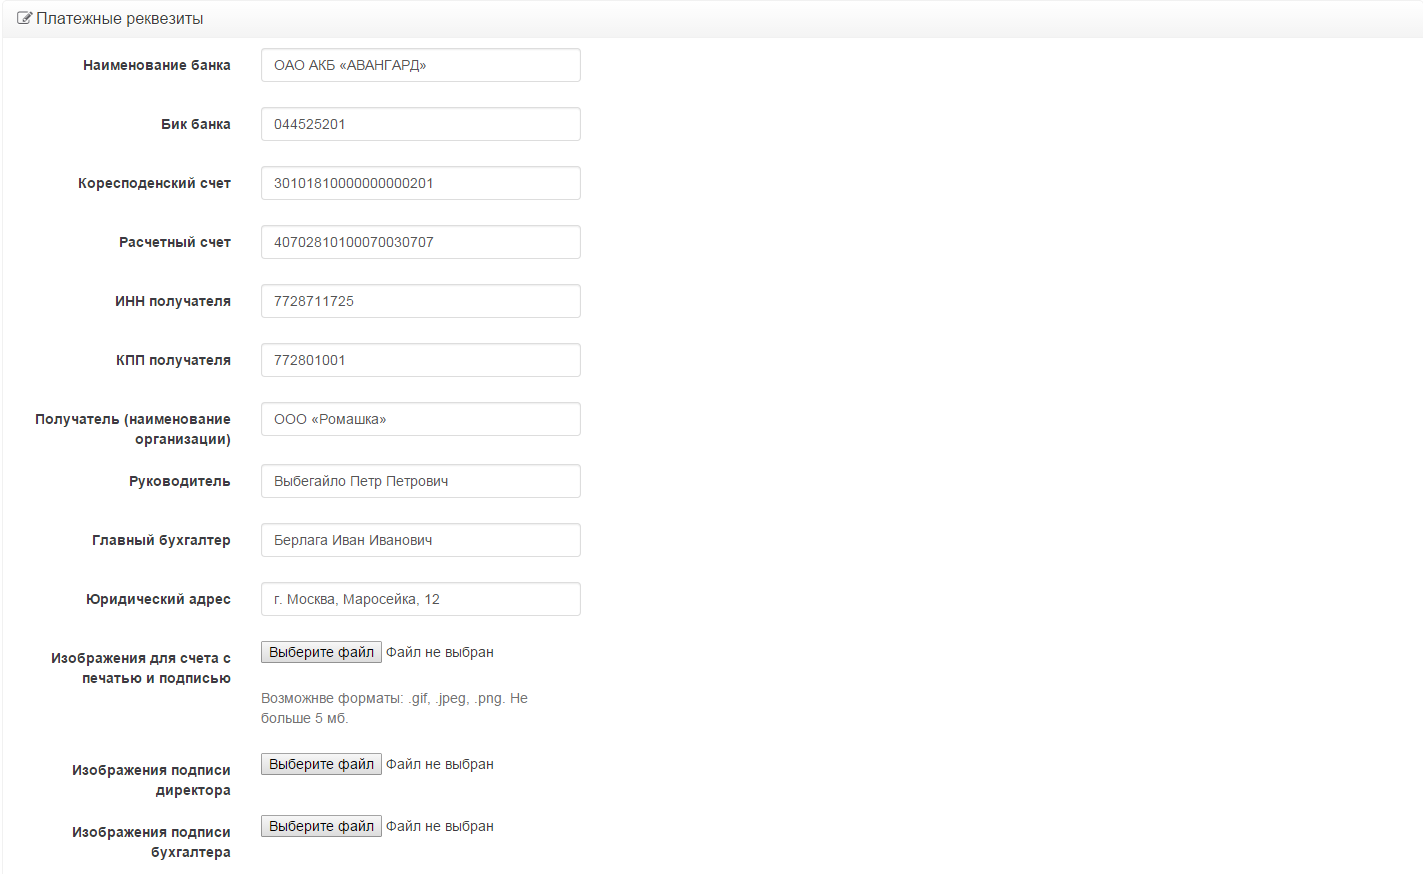 Платежные реквезиты
Наименование банка
ОАО АКБ «АВАНГАРД»
Бик банка
044525201
Коресподенский счет
30101810000000000201
Расчетный счет
40702810100070030707
ИНН получателя
7728711725
КПП получателя
772801001
Получатель (наименование
организации)
ООО «Ромашка»
Руководитель
Выбегайло Петр Петрович
Главный бухгалтер
Берлага Иван Иванович
Юридический адрес
г. Москва, Маросейка, 12
Изображения для счета с
печатью и подписью
Выберите файл Файл не выбран
Возможнве форматы: .gif, .jpeg, .png. Не
больше 5 мб.
Изображения подписи
директора
Выберите файл Файл не выбран
Изображения подписи
бухгалтера
Выберите файл Файл не выбран